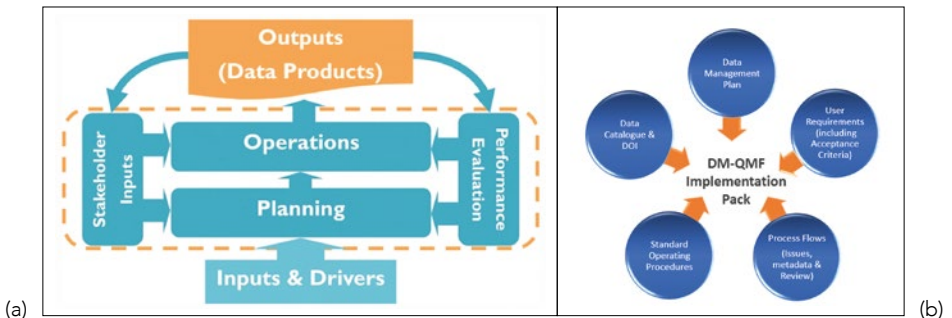 Outputs
(Data Products)
Stakeholder
Inputs
Operations
Planning
Performance
Evaluation
Inputs & Drivers
(a)
Data
Management
Plan
Data
Catalogue &
DOI
User
Requirements
(including
Acceptance
Criteria)
DM-QMF
Implementation
Pack
Standard
Operating
Procedures
Process Flows
(Issues,
metadata &
Review)
(b)